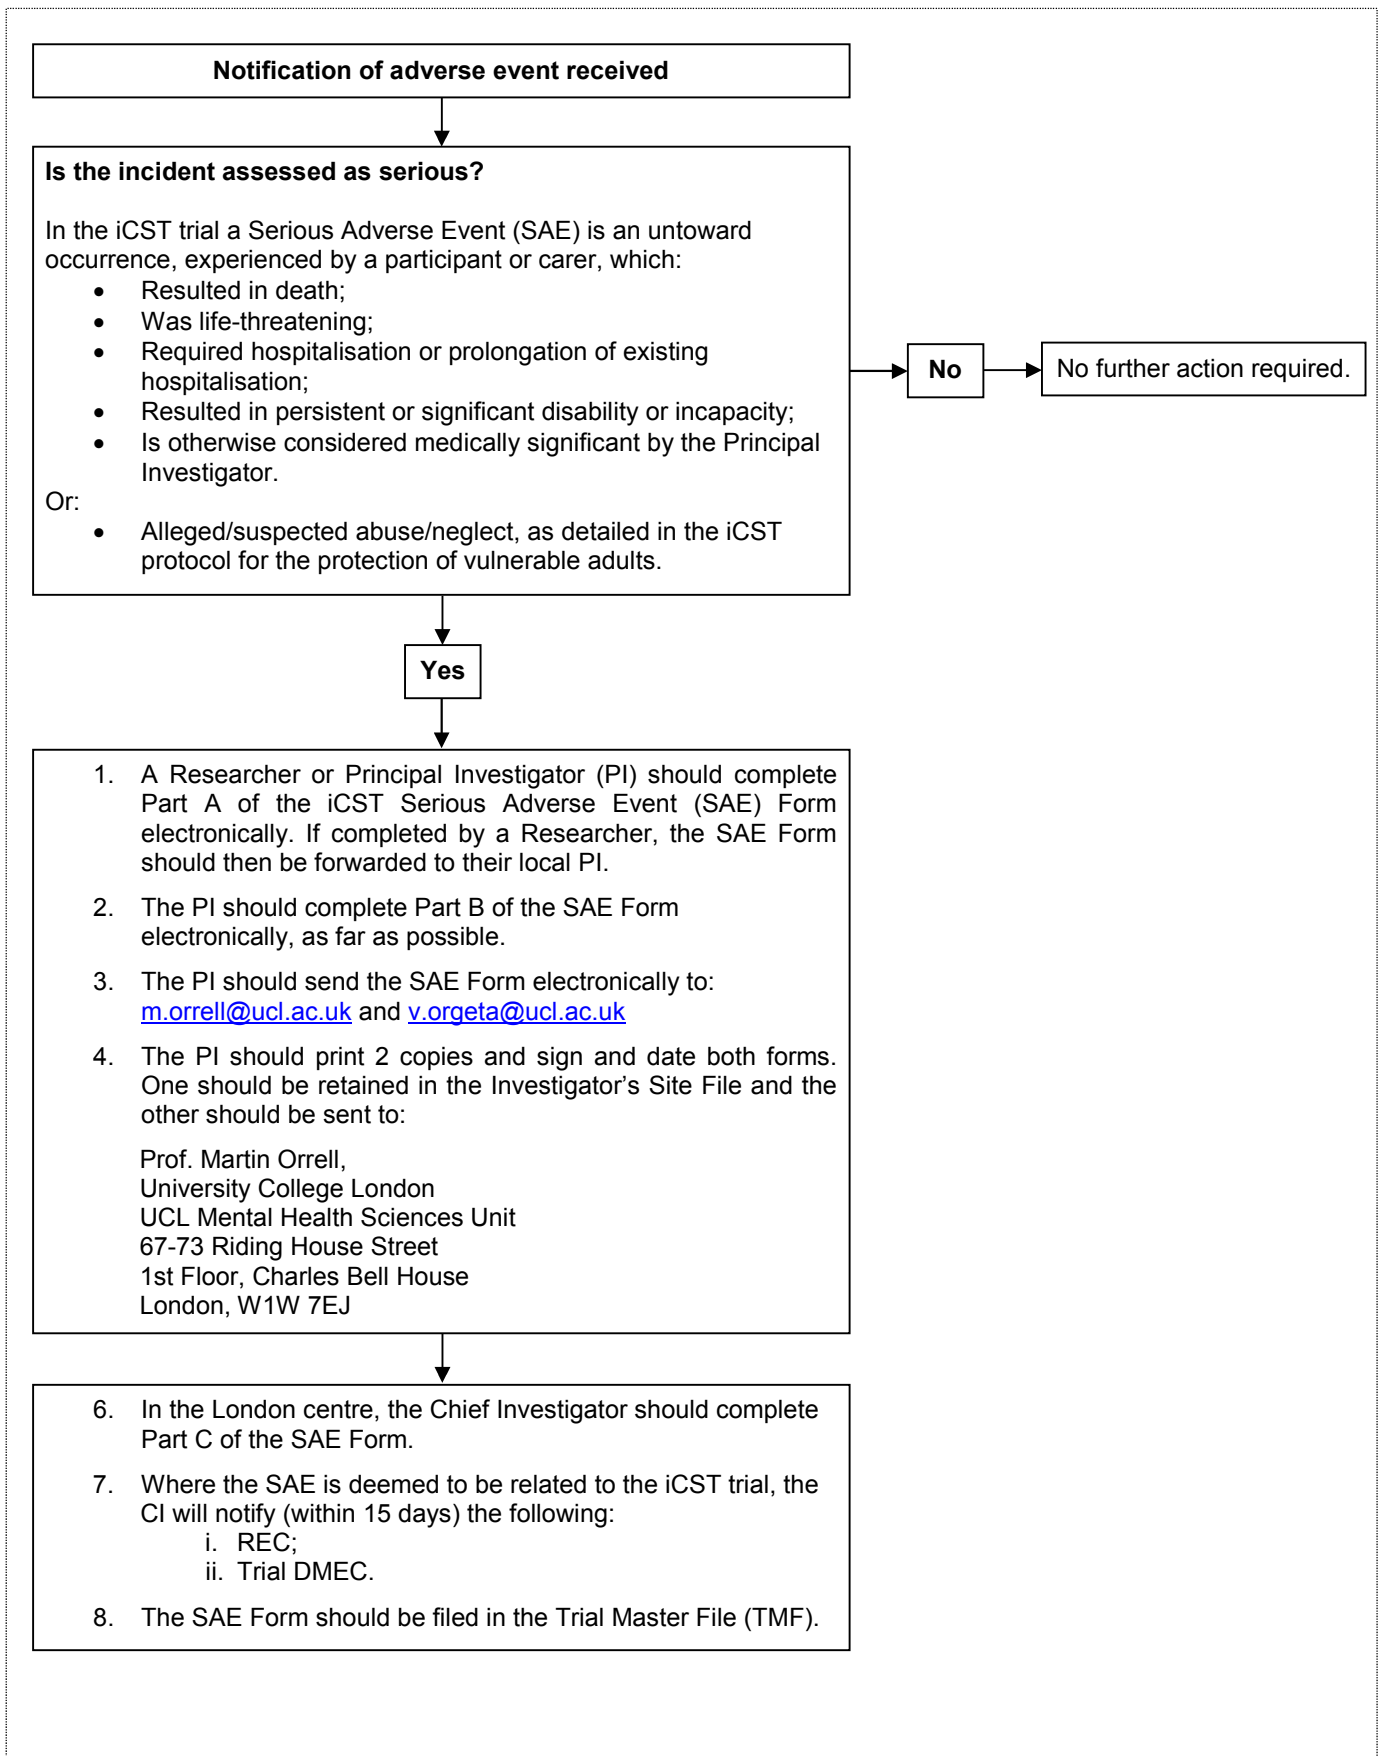 Notification of adverse event received
Is the incident assessed as serious?
In the iCST trial a Serious Adverse Event (SAE) is an untoward
occurrence, experienced by a participant or carer, which:
• Resulted in death;
• Was life-threatening;
• Required hospitalisation or prolongation of existing
hospitalisation;
• Resulted in persistent or significant disability or incapacity;
• Is otherwise considered medically significant by the Principal
Investigator.
Or:
• Alleged/suspected abuse/neglect, as detailed in the iCST
protocol for the protection of vulnerable adults.
No
No further action required.
Yes
1. A Researcher or Principal Investigator (PI) should complete
Part A of the iCST Serious Adverse Event (SAE) Form
electronically. If completed by a Researcher, the SAE Form
should then be forwarded to their local PI.
2. The PI should complete Part B of the SAE Form
electronically, as far as possible.
3. The PI should send the SAE Form electronically to:
m.orrell@ucl.ac.uk and v.orgeta@ucl.ac.uk
4. The PI should print 2 copies and sign and date both forms.
One should be retained in the Investigator’s Site File and the
other should be sent to:
Prof. Martin Orrell,
University College London
UCL Mental Health Sciences Unit
67-73 Riding House Street
1st Floor, Charles Bell House
London, W1W 7EJ
6. In the London centre, the Chief Investigator should complete
Part C of the SAE Form.
7. Where the SAE is deemed to be related to the iCST trial, the
CI will notify (within 15 days) the following:
i. REC;
ii. Trial DMEC.
8. The SAE Form should be filed in the Trial Master File (TMF).